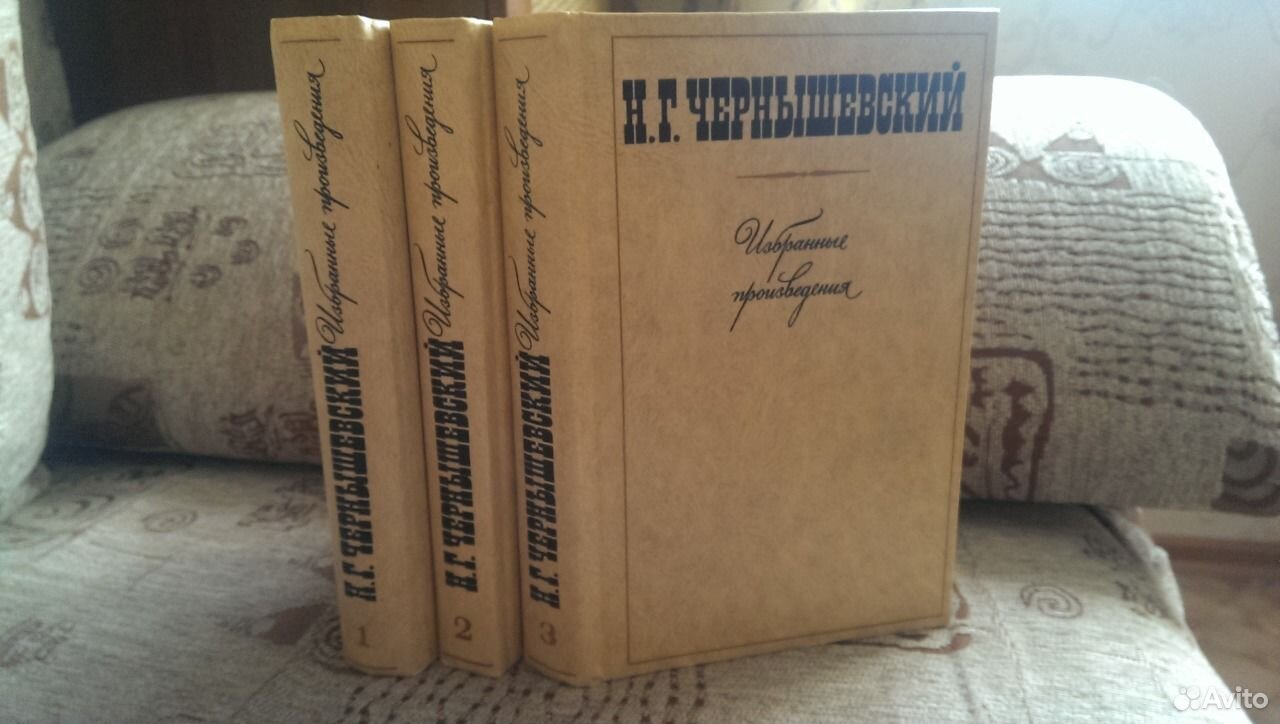 Н.Г. ЧЕРНЫШЕВСКИЙ Избранные произведения
1
Н.Г. ЧЕРНЫШЕВСКИЙ Избранные произведения
2
Н.Г. ЧЕРНЫШЕВСКИЙ Избранные произведения
3
Н.Г. ЧЕРНЫШЕВСКИЙ
Избранные
произведения
Avito